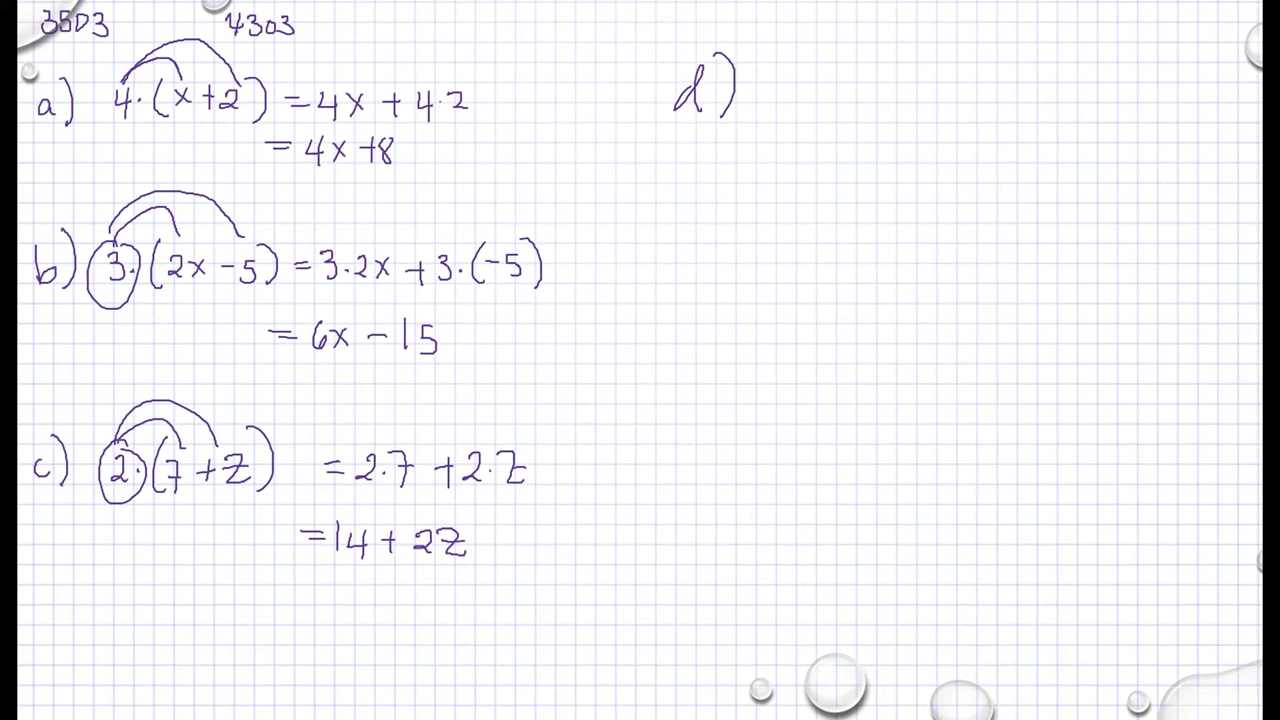 3503 4303
a) 4·(x+2) = 4x + 4·2
= 4x +8
b) 3·(2x -5) = 3·2x + 3·(-5)
= 6x - 15
c) 2·(7 +z) = 2·7 +2·z
= 14 + 2z
d)